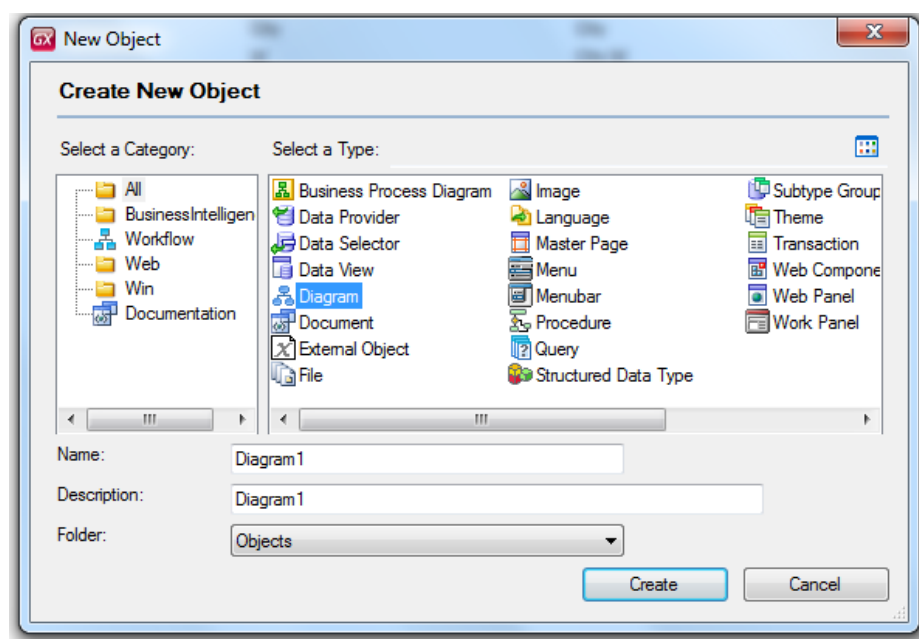 GX New Object
Create New Object
Select a Category:
Select a Type:
All
BusinessIntelligen
Workflow
Web
Win
Documentation
Business Process Diagram
Data Provider
Data Selector
Data View
Diagram
Document
External Object
File
Image
Language
Master Page
Menu
Menubar
Procedure
Query
Structured Data Type
Subtype Group
Theme
Transaction
Web Compone
Web Panel
Work Panel
Name:
Diagram1
Description:
Diagram1
Folder:
Objects
Create
Cancel